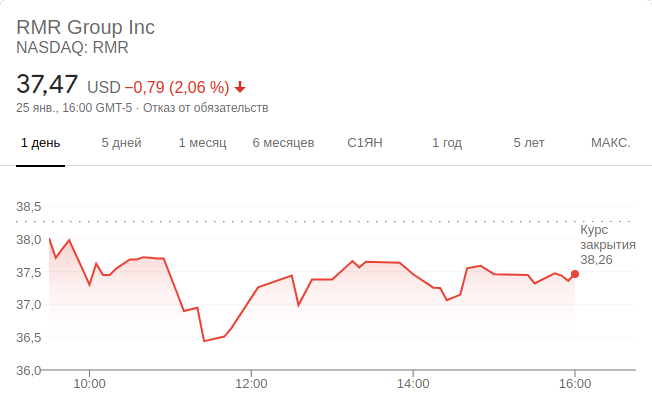 RMR Group Inc
NASDAQ: RMR
37,47 USD −0,79 (2,06 %)
25 янв., 16:00 GMT-5 · Отказ от обязательств
1 день 5 дней 1 месяц 6 месяцев С1ЯН 1 год 5 лет МАКС.
38,5
Курс
закрытия
38,26
38,0
37,5
37,0
36,5
36,0
10:00 12:00 14:00 16:00